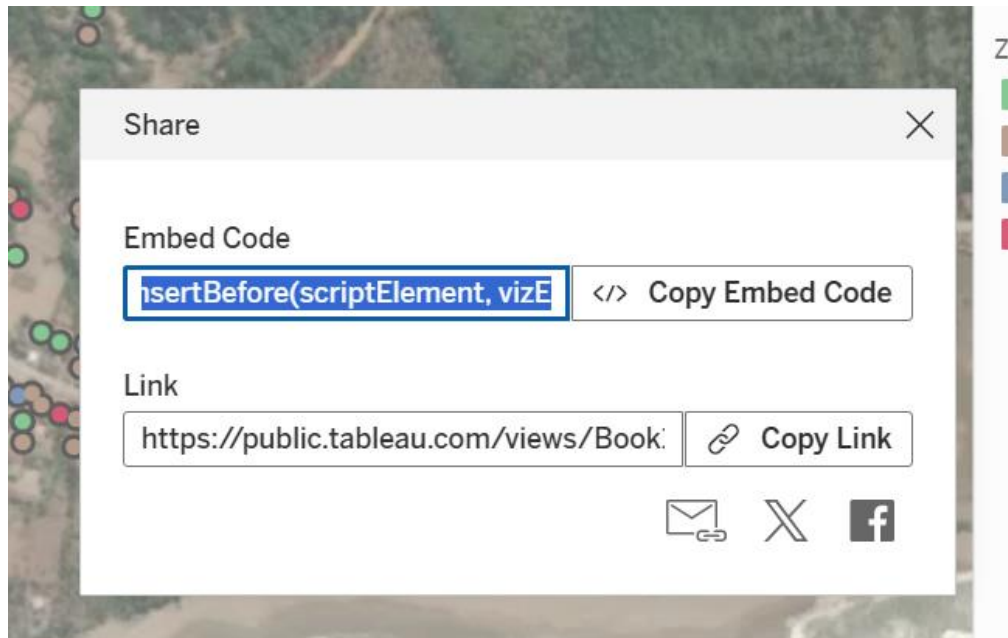 Share
Embed Code
nsertBefore(scriptElement, vizE
</> Copy Embed Code
Link
https://public.tableau.com/views/Book
Copy Link